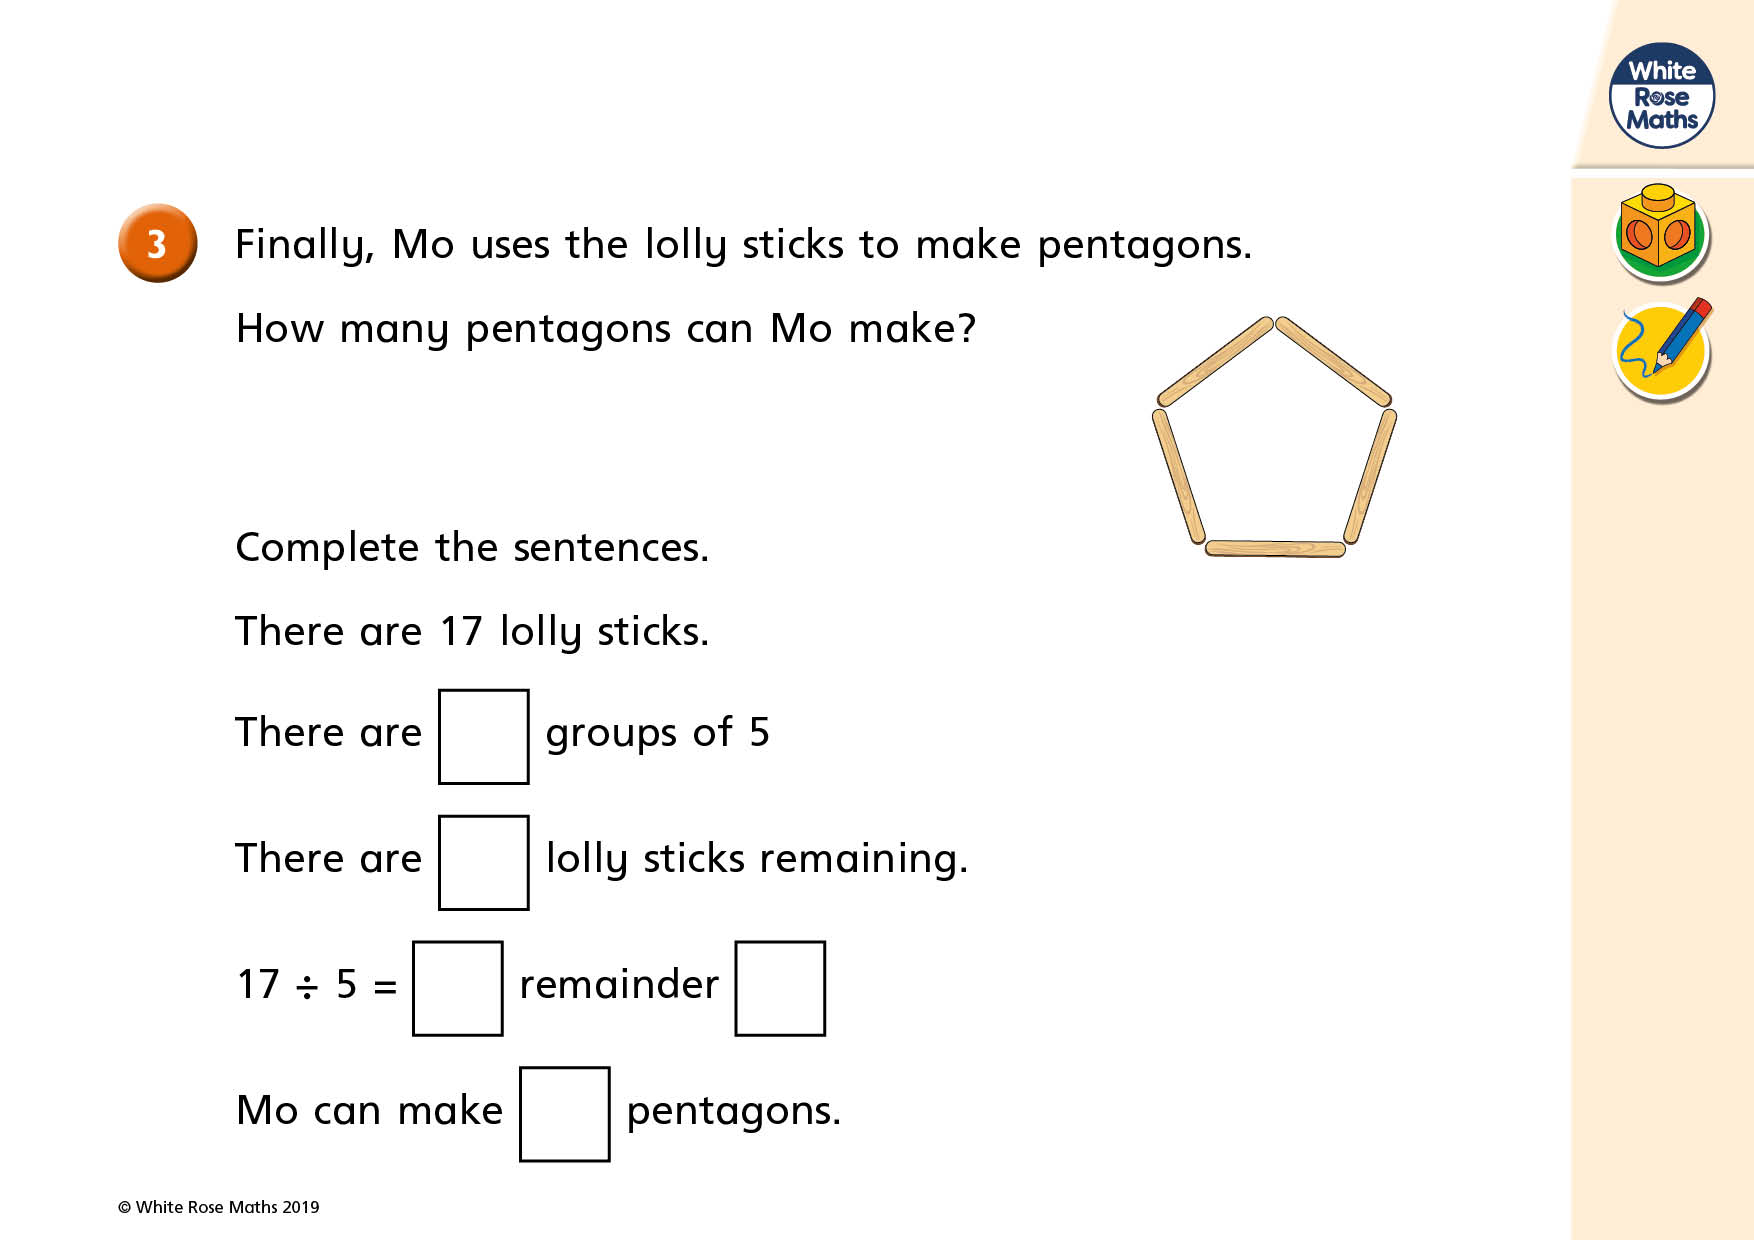 White
Rose
Maths
3 Finally, Mo uses the lolly sticks to make pentagons.
How many pentagons can Mo make?
Complete the sentences.
There are 17 lolly sticks.
There are groups of 5
There are lolly sticks remaining.
17 ÷ 5 = remainder
Mo can make pentagons.
© White Rose Maths 2019